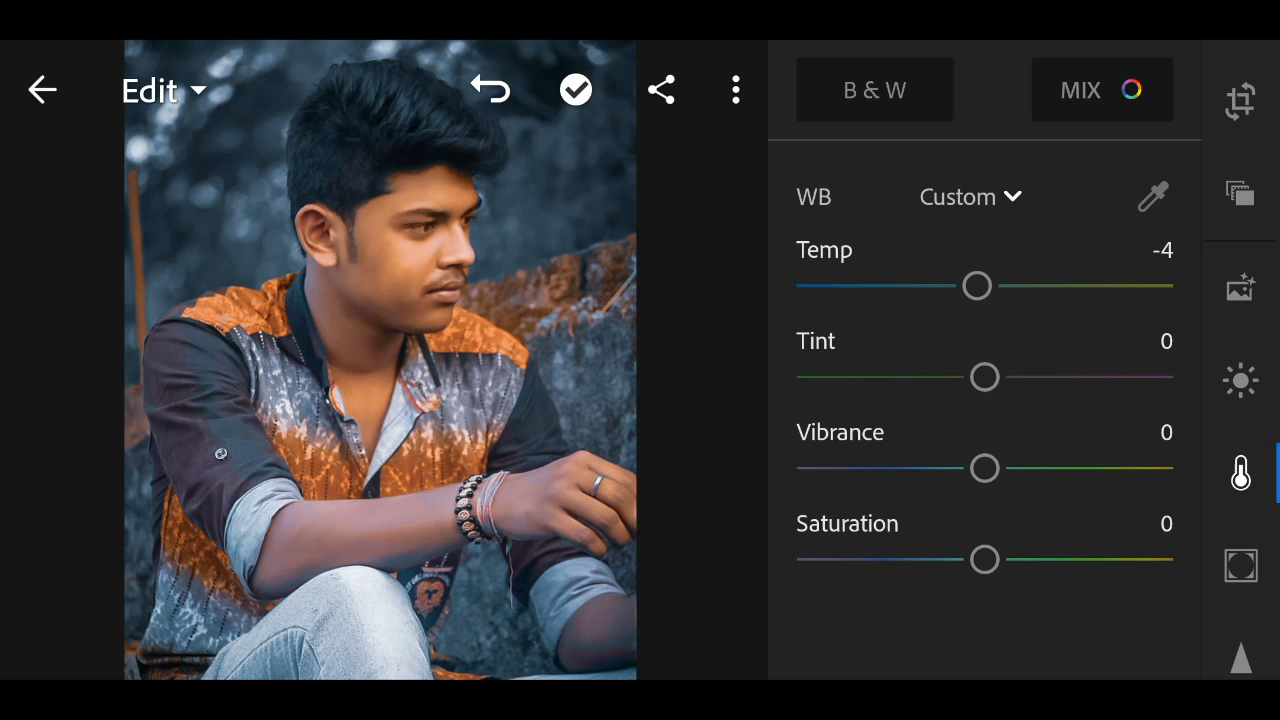 Edit
B & W
MIX
WB Custom
Temp -4
Tint 0
Vibrance 0
Saturation 0